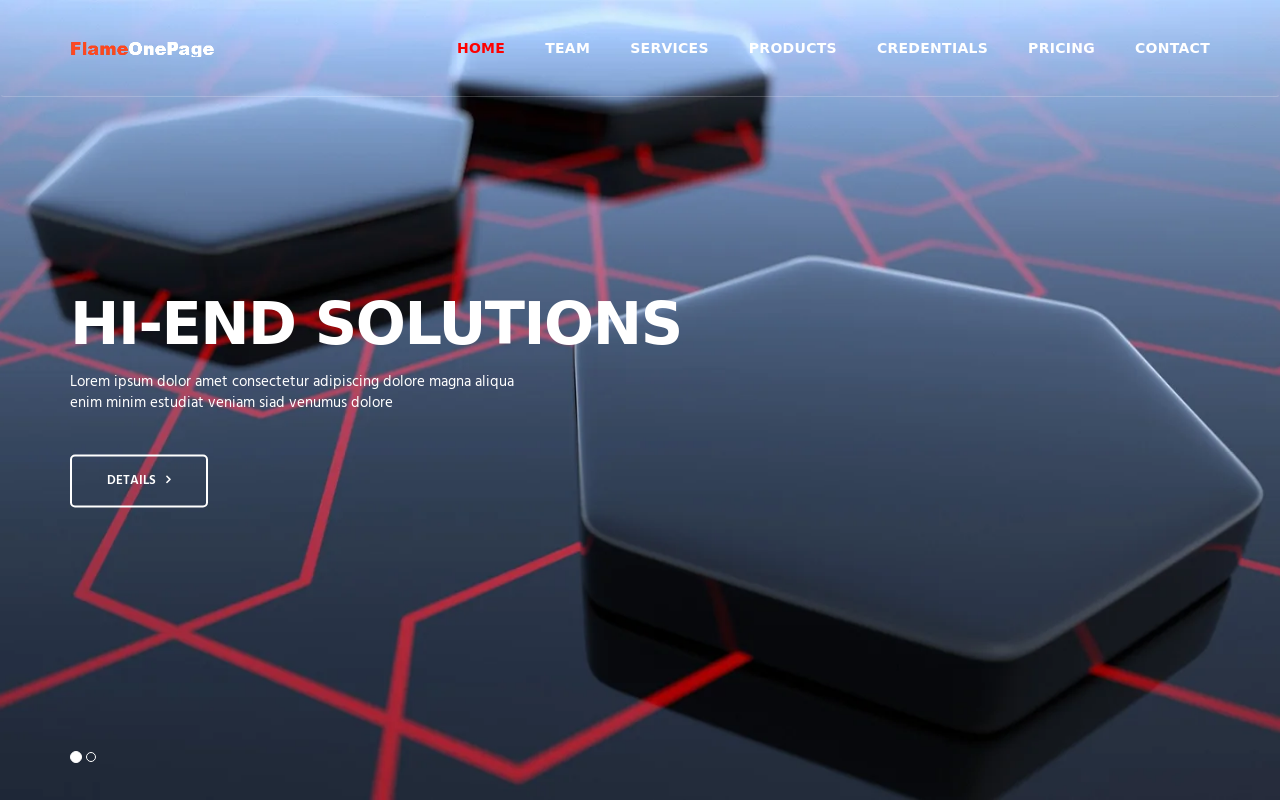 FlameOnePage
HOME TEAM SERVICES PRODUCTS CREDENTIALS PRICING CONTACT
HI-END SOLUTIONS
Lorem ipsum dolor amet consectetur adipiscing dolore magna aliqua
enim minim estudiat veniam siad venumus dolore
DETAILS